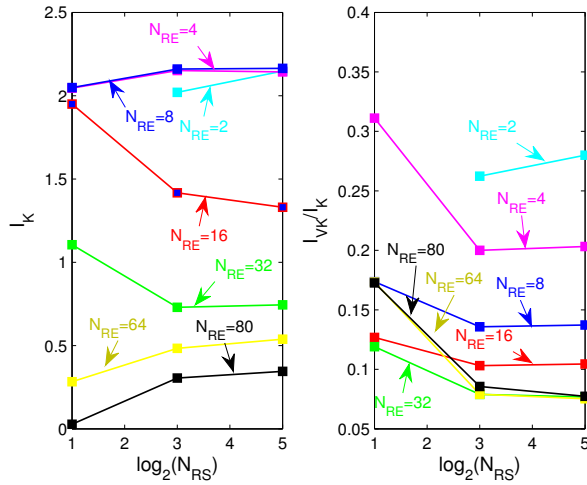 2.5
2
1.5
1
0.5
0
I_K
N_RE=4
N_RE=8
N_RE=2
N_RE=16
N_RE=32
N_RE=64
N_RE=80
1 2 3 4 5
log_2(N_RS)
0.4
0.35
0.3
0.25
0.2
0.15
0.1
0.05
I_VK/I_K
N_RE=2
N_RE=4
N_RE=80
N_RE=64
N_RE=8
N_RE=16
N_RE=32
1 2 3 4 5
log_2(N_RS)